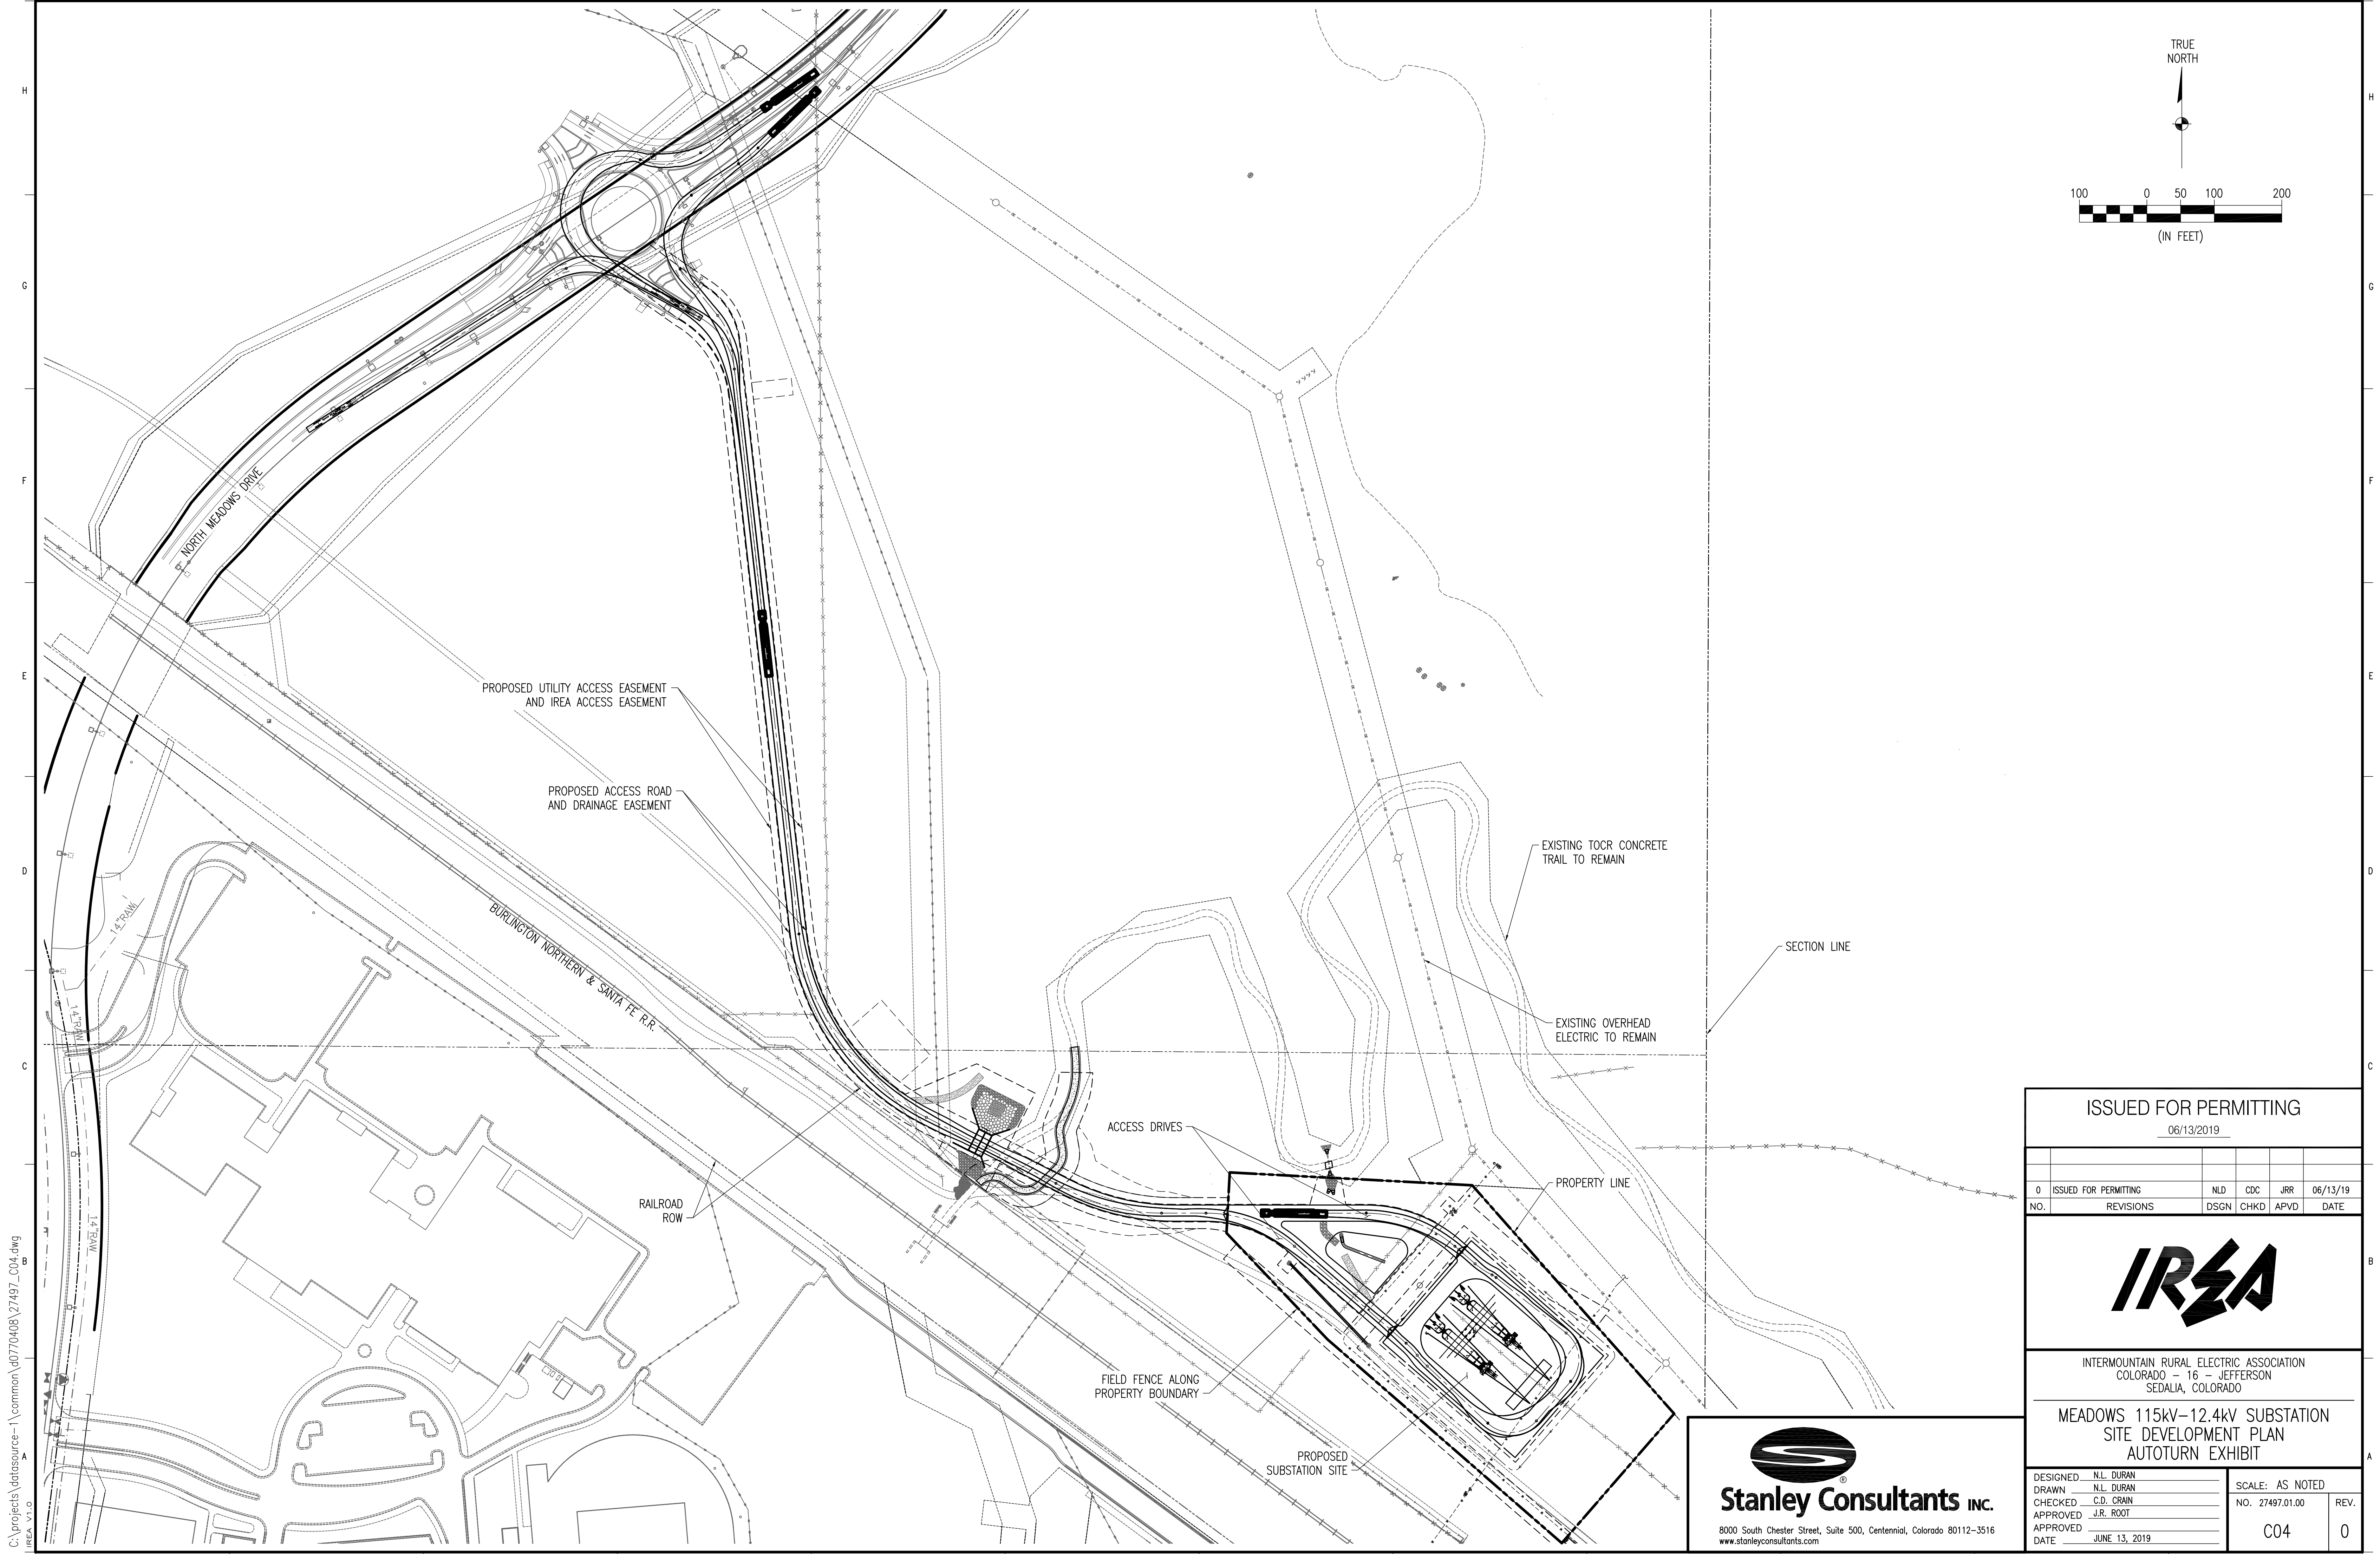 TRUE
NORTH
100 0 50 100 200
(IN FEET)
H
H
G
G
F
F
E
E
D
D
C
C
B
B
A
A
NORTH MEADOWS DRIVE
PROPOSED UTILITY ACCESS EASEMENT
AND IREA ACCESS EASEMENT
PROPOSED ACCESS ROAD
AND DRAINAGE EASEMENT
BURLINGTON NORTHERN & SANTA FE R.R.
14"RAW
14"RAW
14"RAW
EXISTING TOCR CONCRETE
TRAIL TO REMAIN
SECTION LINE
EXISTING OVERHEAD
ELECTRIC TO REMAIN
ACCESS DRIVES
PROPERTY LINE
RAILROAD
ROW
FIELD FENCE ALONG
PROPERTY BOUNDARY
PROPOSED
SUBSTATION SITE
C:\projects\datasource-1\common\d0770408\27497_C04.dwg
IREA V1.0
Stanley Consultants INC.
®
8000 South Chester Street, Suite 500, Centennial, Colorado 80112-3516
www.stanleyconsultants.com
ISSUED FOR PERMITTING
06/13/2019
0 ISSUED FOR PERMITTING NLD CDC JRR 06/13/19
NO. REVISIONS DSGN CHKD APVD DATE
IREA
INTERMOUNTAIN RURAL ELECTRIC ASSOCIATION
COLORADO - 16 - JEFFERSON
SEDALIA, COLORADO
MEADOWS 115kV-12.4kV SUBSTATION
SITE DEVELOPMENT PLAN
AUTOTURN EXHIBIT
DESIGNED N.L. DURAN
DRAWN N.L. DURAN
CHECKED C.D. CRAIN
APPROVED J.R. ROOT
APPROVED
DATE JUNE 13, 2019
SCALE: AS NOTED
NO. 27497.01.00 REV.
C04 0